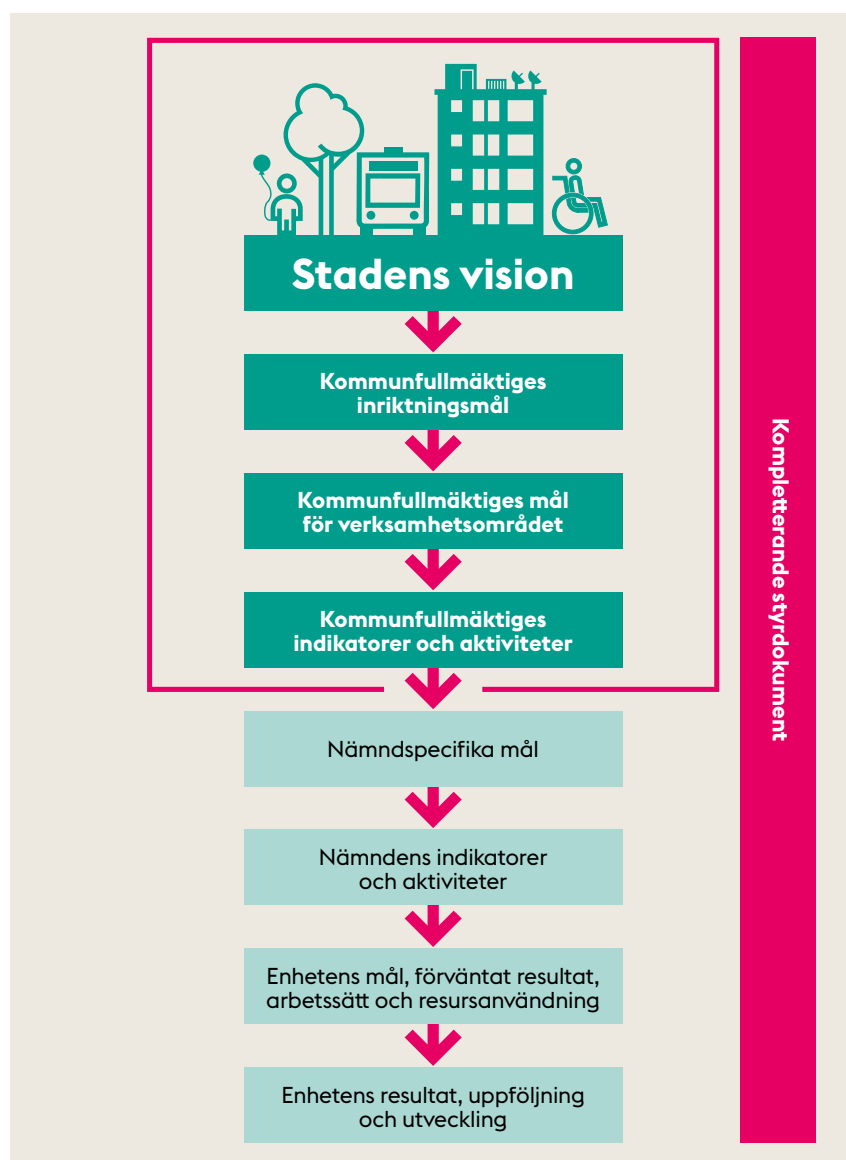 Stadens vision
Kommunfullmäktiges
inriktningsmål
Kommunfullmäktiges mål
för verksamhetsområdet
Kommunfullmäktiges
indikatorer och aktiviteter
Nämndspecifika mål
Nämndens indikatorer
och aktiviteter
Enhetens mål, förväntat resultat,
arbetssätt och resursanvändning
Enhetens resultat, uppföljning
och utveckling
Kompletterande styrdokument